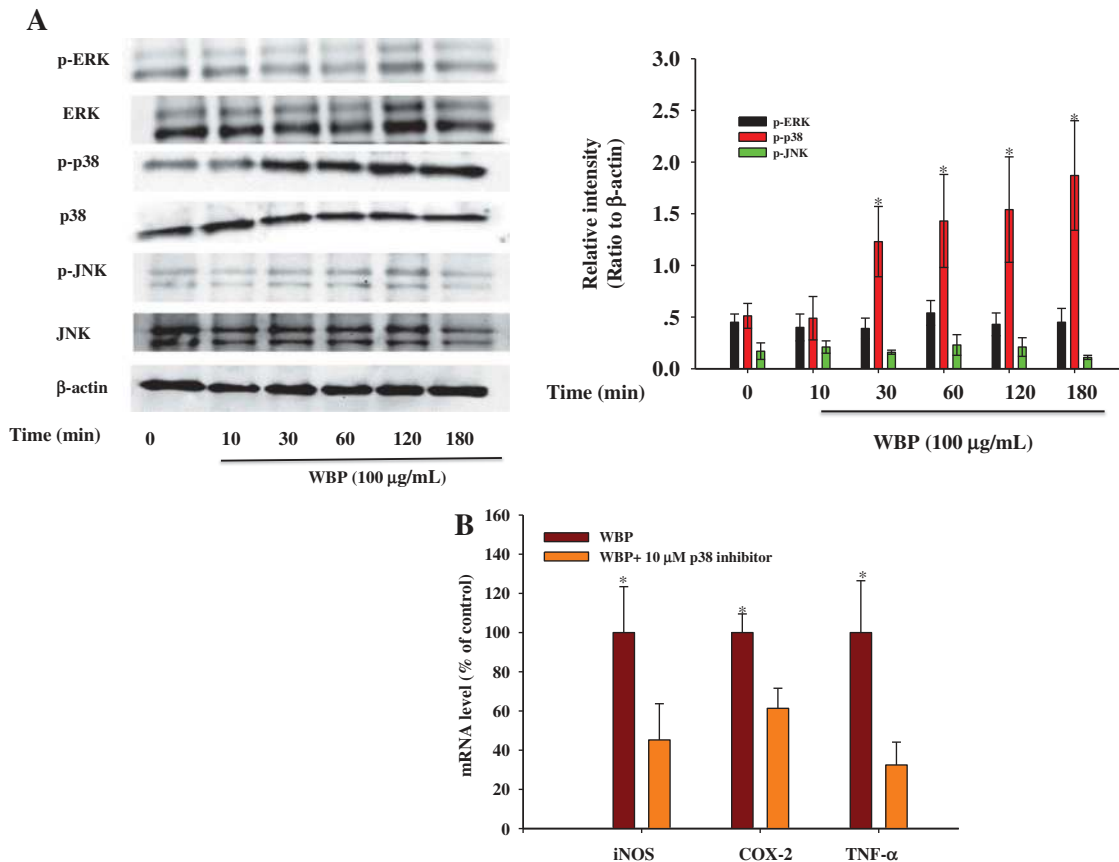 A
p-ERK
ERK
p-p38
p38
p-JNK
JNK
β-actin
Time (min) 0 10 30 60 120 180
WBP (100 μg/mL)
Relative intensity
(Ratio to β-actin)
3.0
2.5
2.0
1.5
1.0
.5
0.0
p-ERK
p-p38
p-JNK
* * * *
Time (min) 0 10 30 60 120 180
WBP (100 μg/mL)
B
mRNA level (% of control)
160
140
120
100
80
60
40
20
0
WBP
WBP+ 10 μM p38 inhibitor
* * *
iNOS COX-2 TNF-α